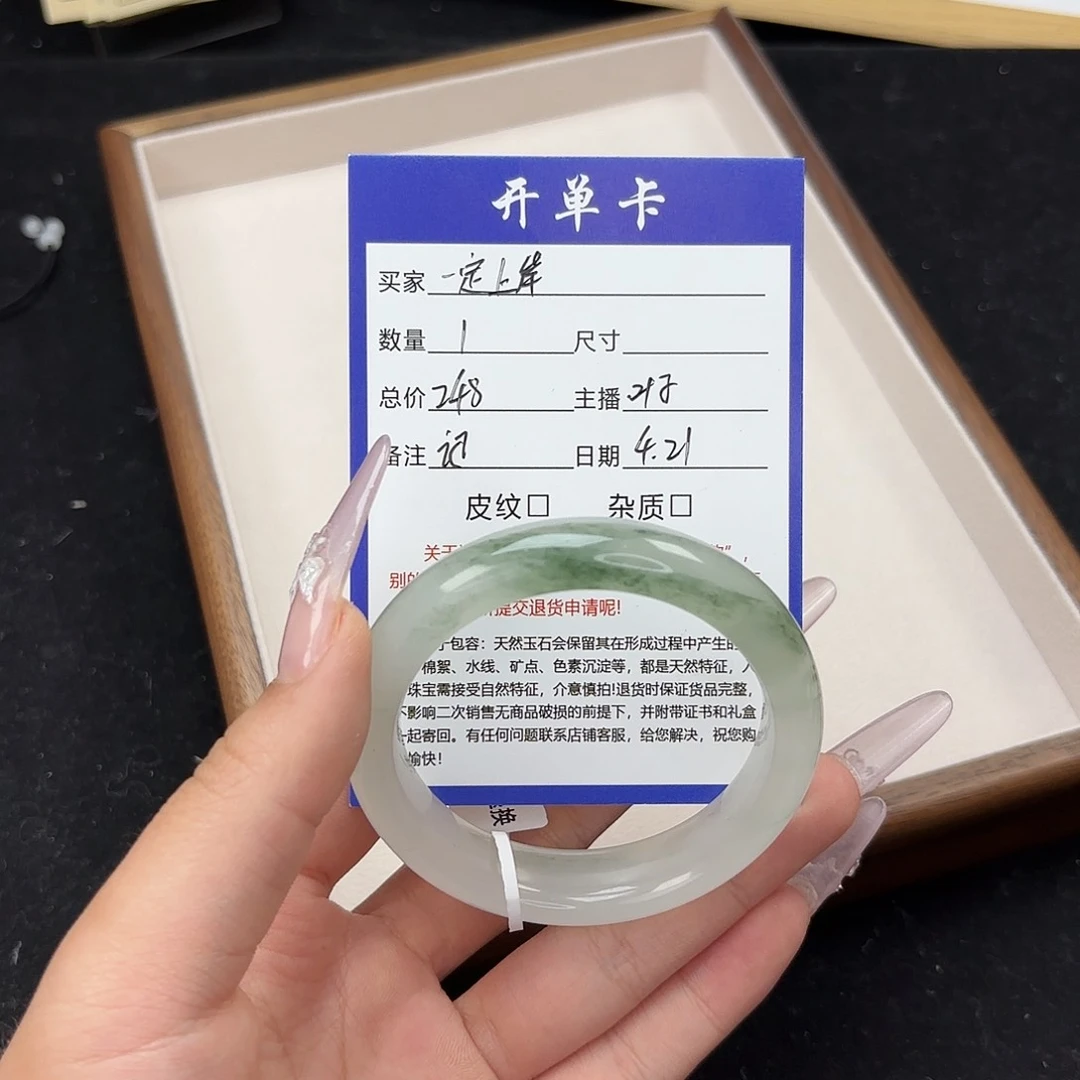 开单卡
买家 一定上岸
数量 1 尺寸
总价 248 主播
备注 记 日期 4.21
皮纹□ 杂质□
关于
别的
提交退货申请呢!
包容：天然玉石会保留其在形成过程中产生的
棉絮、水线、矿点、色素沉淀等，都是天然特征，
珠宝需接受自然特征，介意慎拍!退货时保证货品完整，
不影响二次销售无商品破损的前提下，并附带证书和礼盒
一起寄回。有任何问题联系店铺客服，给您解决，祝您购
愉快!
换